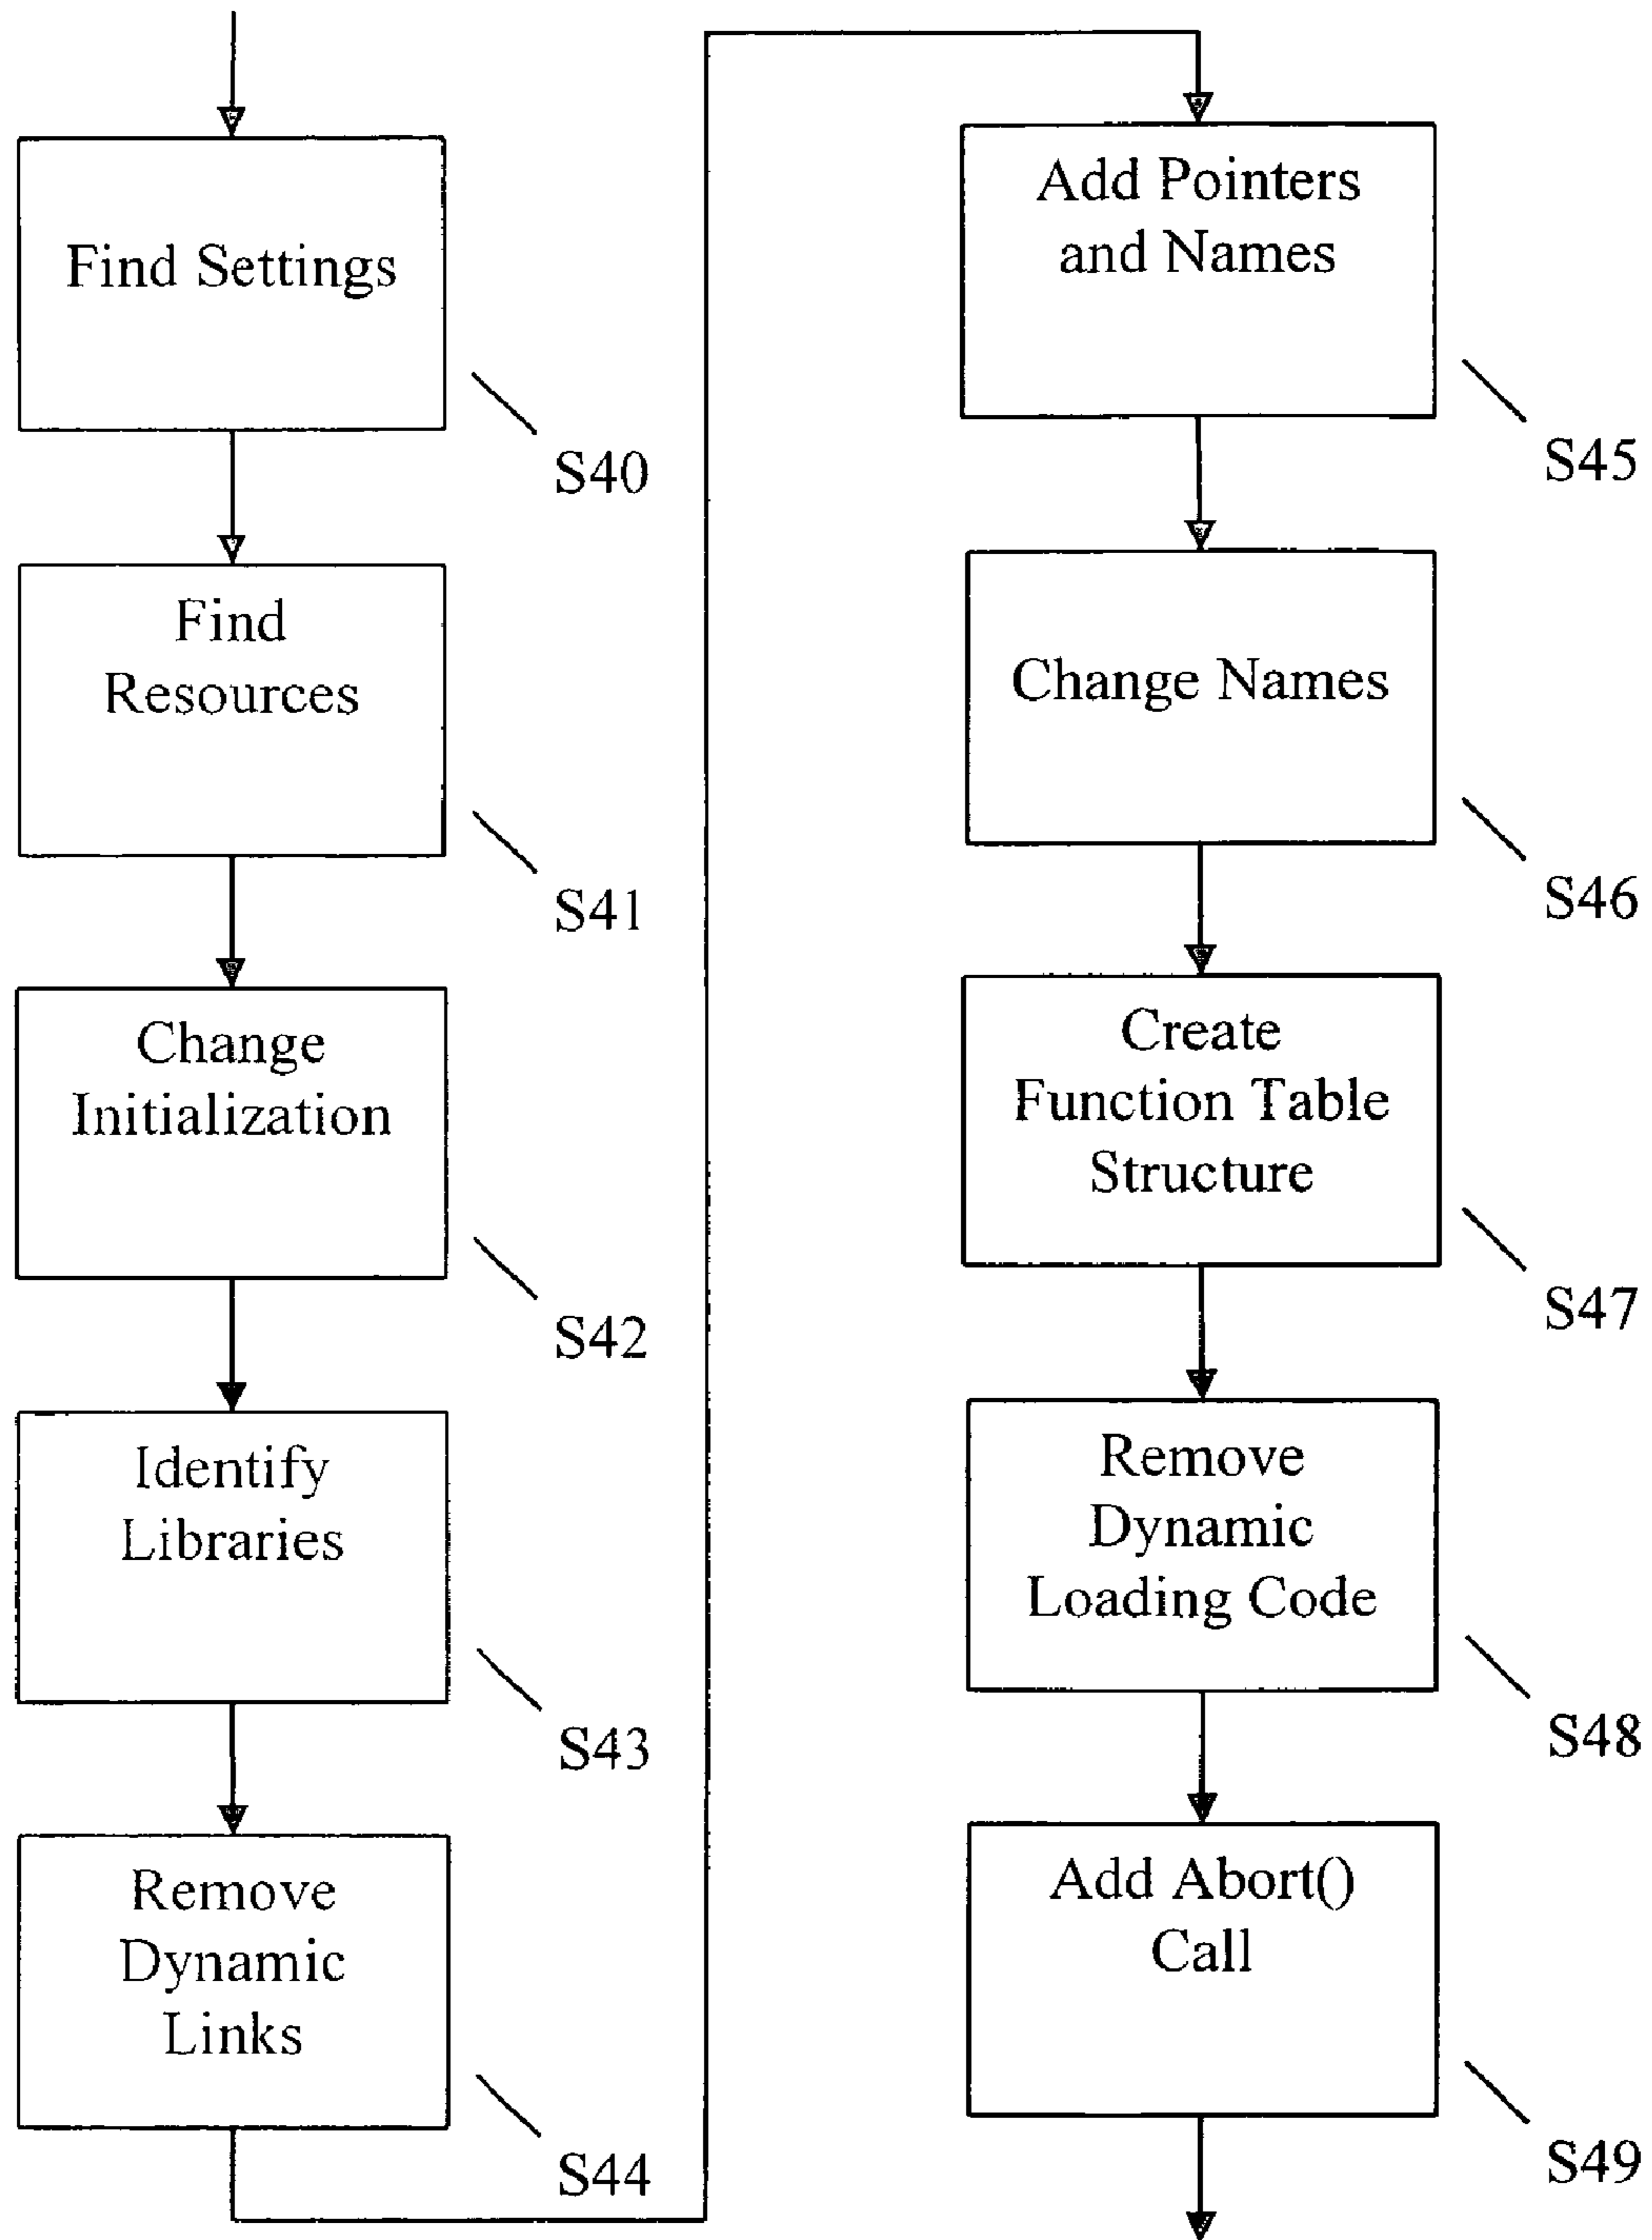 Find Settings
S40
Find
Resources
S41
Change
Initialization
S42
Identify
Libraries
S43
Remove
Dynamic
Links
S44
Add Pointers
and Names
S45
Change Names
S46
Create
Function Table
Structure
S47
Remove
Dynamic
Loading Code
S48
Add Abort()
Call
S49